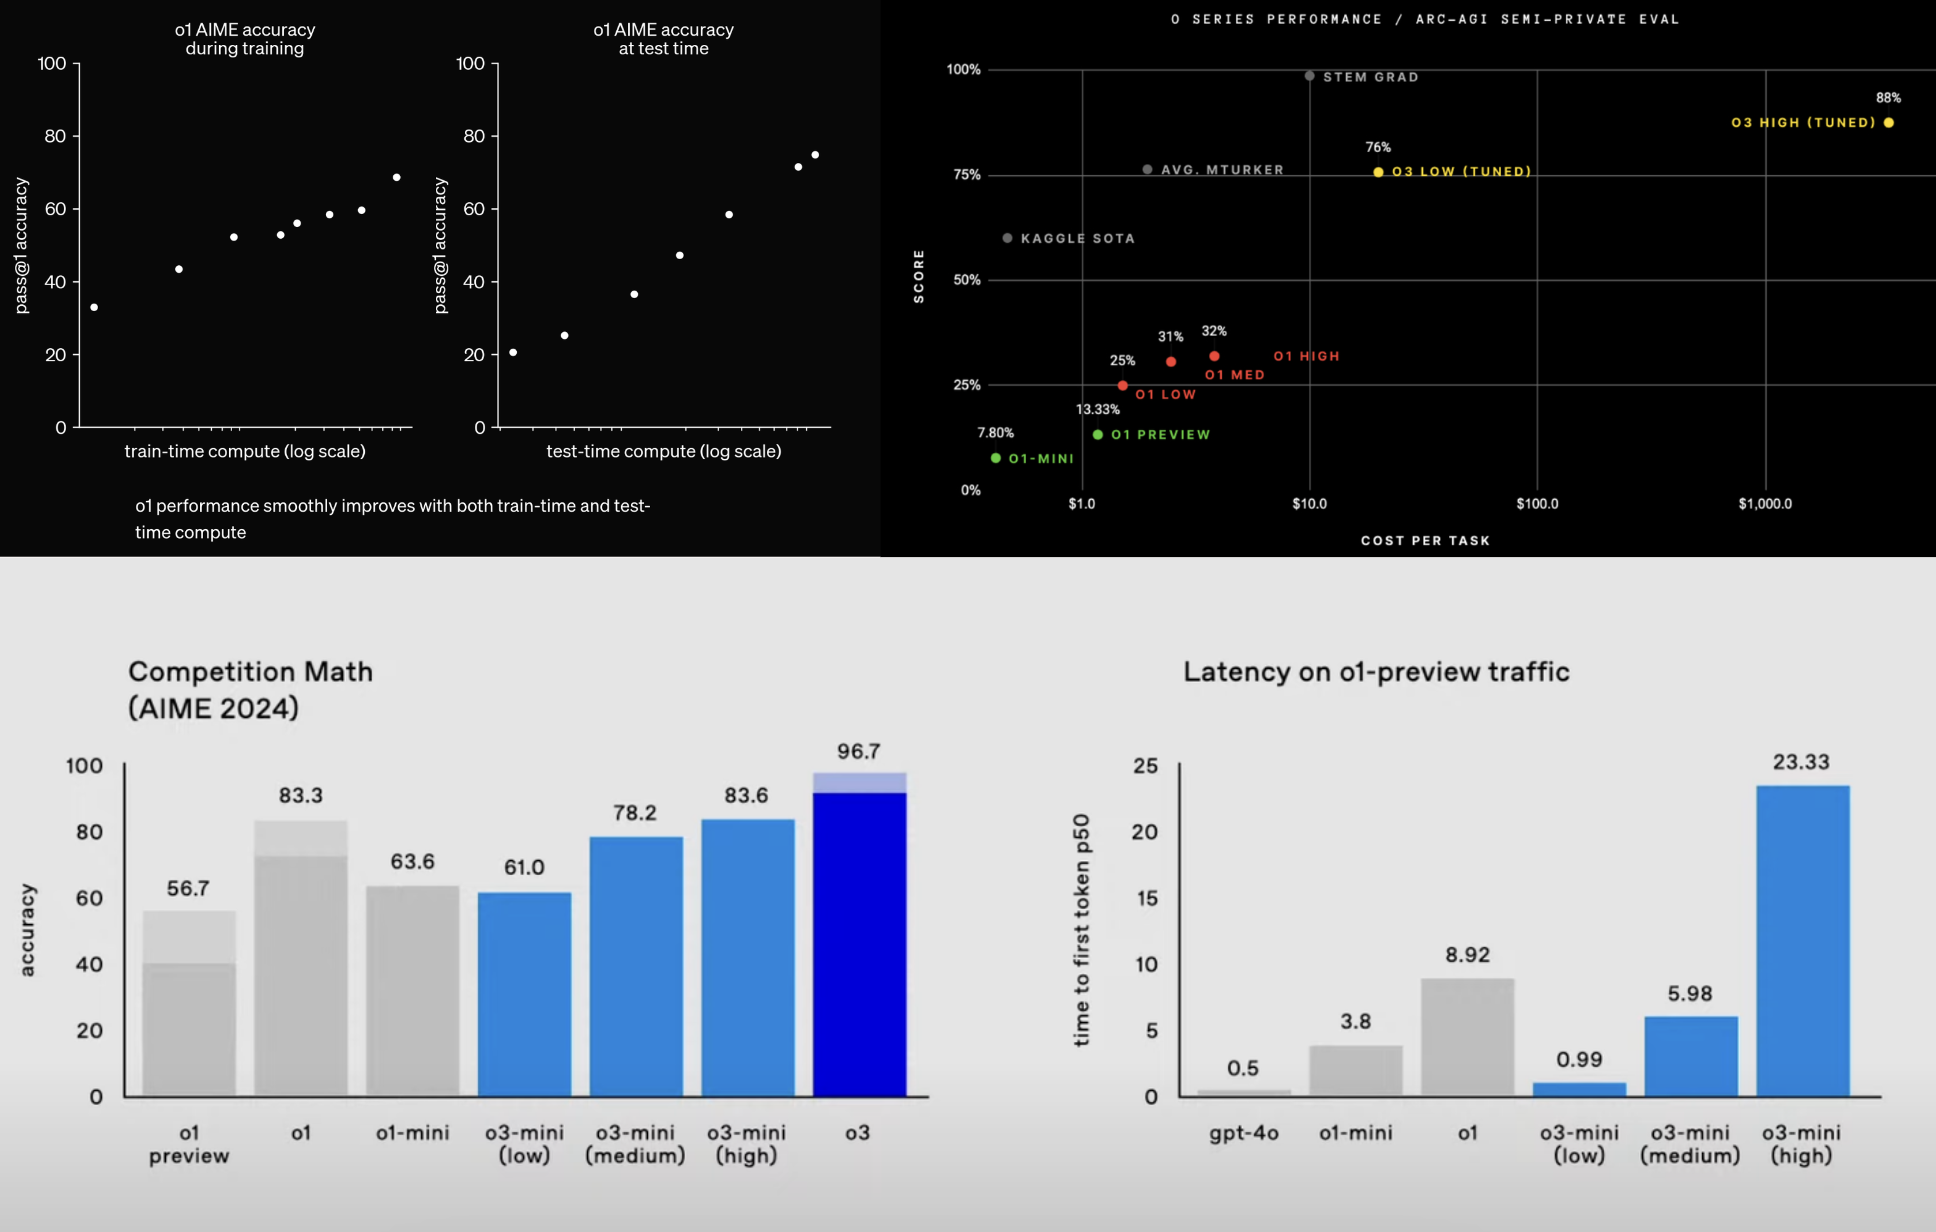 o1 AIME accuracy
during training
100
80
60
40
20
0
pass@1 accuracy
train-time compute (log scale)
o1 AIME accuracy
at test time
100
80
60
40
20
0
pass@1 accuracy
test-time compute (log scale)
o1 performance smoothly improves with both train-time and test-
time compute
O SERIES PERFORMANCE / ARC-AGI SEMI-PRIVATE EVAL
100%
75%
50%
25%
0%
SCORE
STEM GRAD
88%
O3 HIGH (TUNED)
76%
O3 LOW (TUNED)
AVG. MTURKER
KAGGLE SOTA
32%
31%
O1 HIGH
25%
O1 MED
O1 LOW
13.33%
O1 PREVIEW
7.80%
O1-MINI
$1.0
$10.0
$100.0
$1,000.0
COST PER TASK
Competition Math
(AIME 2024)
100
80
60
40
20
0
accuracy
56.7
83.3
63.6
61.0
78.2
83.6
96.7
o1
preview
o1
o1-mini
o3-mini
(low)
o3-mini
(medium)
o3-mini
(high)
o3
Latency on o1-preview traffic
25
20
15
10
5
0
time to first token p50
0.5
3.8
8.92
0.99
5.98
23.33
gpt-4o
o1-mini
o1
o3-mini
(low)
o3-mini
(medium)
o3-mini
(high)